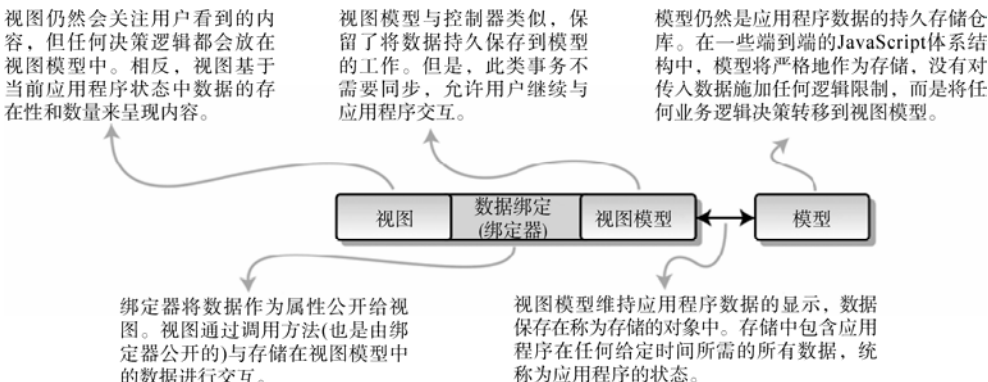 视图仍然会关注用户看到的内
容，但任何决策逻辑都会放在
视图模型中。相反，视图基于
当前应用程序状态中数据的存
在性和数量来呈现内容。
视图模型与控制器类似，保
留了将数据持久保存到模型
的工作。但是，此类事务不
需要同步，允许用户继续与
应用程序交互。
模型仍然是应用程序数据的持久存储仓
库。在一些端到端的JavaScript体系结
构中，模型将严格地作为存储，没有对
传入数据施加任何逻辑限制，而是将任
何业务逻辑决策转移到视图模型。
视图
数据绑定
(绑定器)
视图模型
模型
绑定器将数据作为属性公开给视
图。视图通过调用方法(也是由绑
定器公开的)与存储在视图模型中
的数据进行交互。
视图模型维持应用程序数据的显示，数据
保存在称为存储的对象中。存储中包含应用
程序在任何给定时间所需的所有数据，统
称为应用程序的状态。